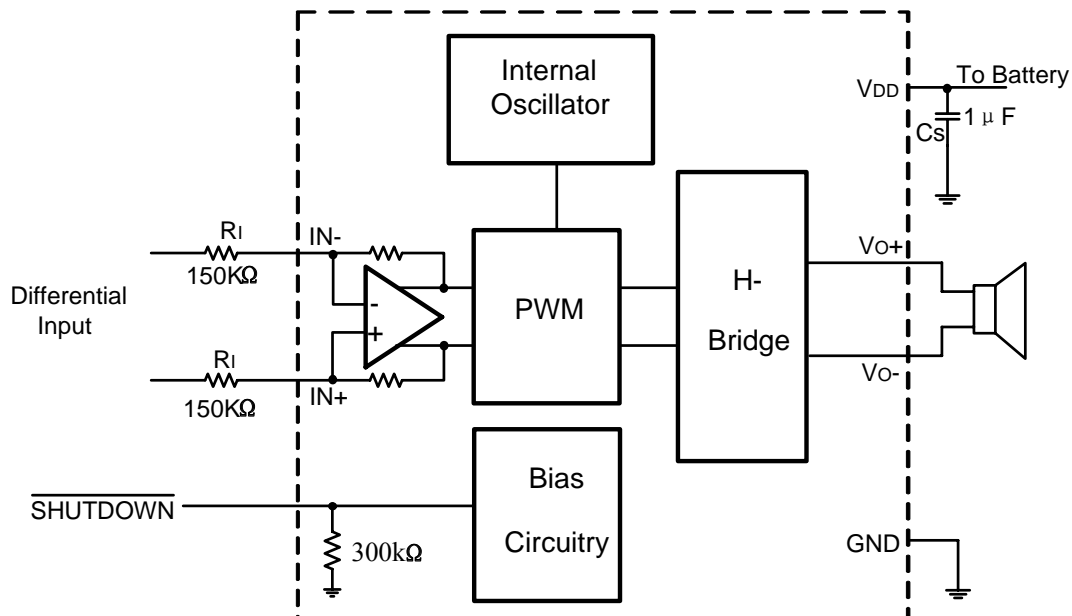 Internal
Oscillator
VDD
To Battery
Cs
1 μF
RI
150KΩ
IN-
Differential
Input
-
+
PWM
H-
Bridge
VO+
VO-
RI
150KΩ
IN+
SHUTDOWN
300kΩ
Bias
Circuitry
GND